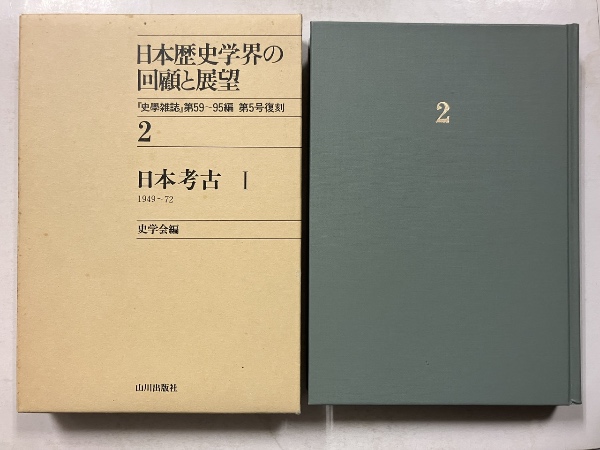 日本歴史学界の
回顧と展望
『史學雑誌』第59~95編 第5号復刻
2
日本考古 I
1949~72
史学会編
山川出版社
2